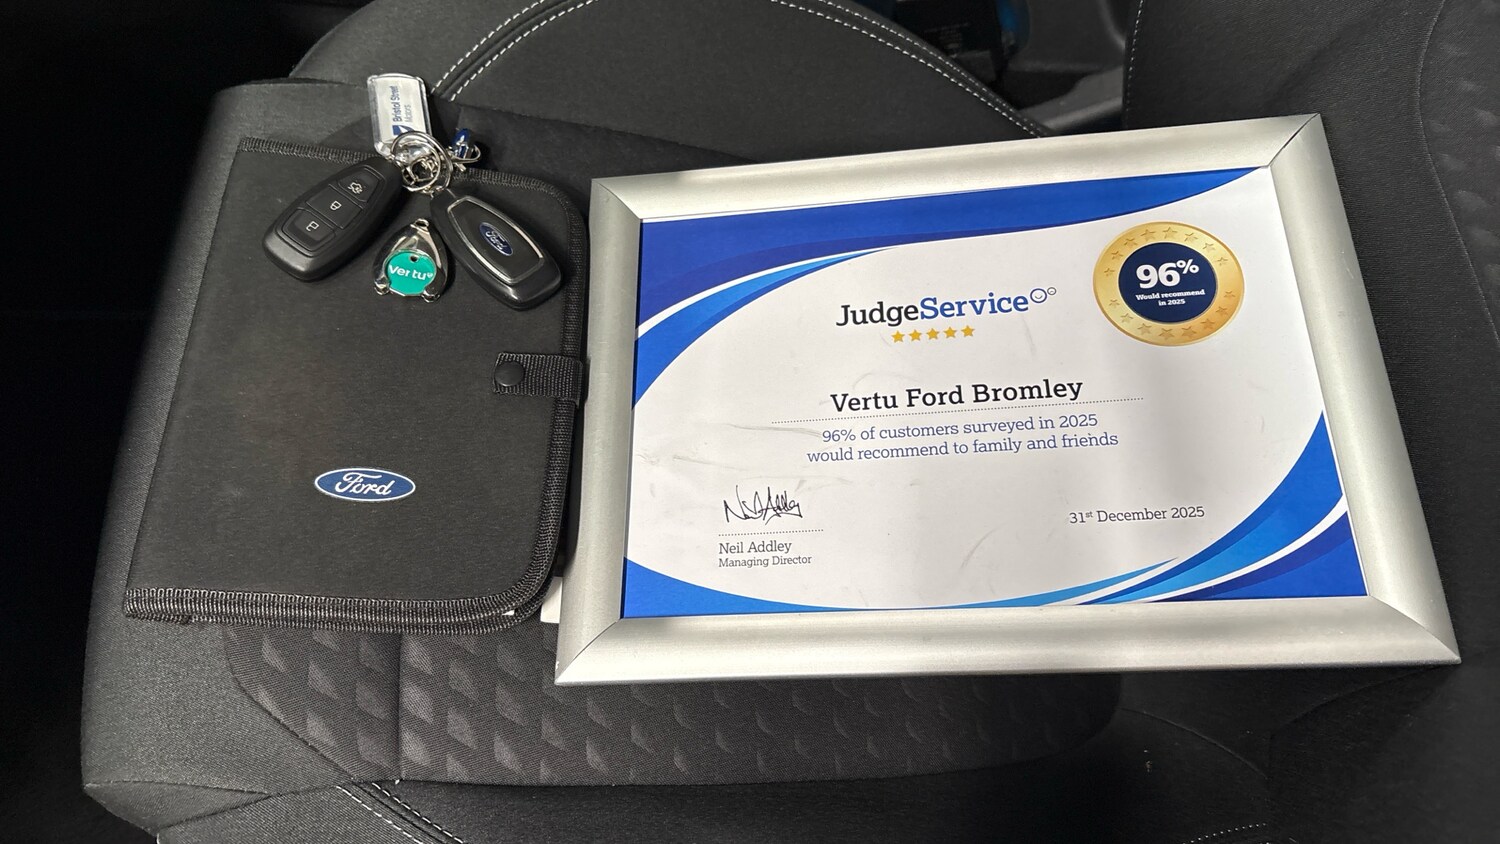 Bristol Street
Motors
Ford
Vertu
Ford
JudgeService
96%
Would recommend
in 2025
Vertu Ford Bromley
96% of customers surveyed in 2025
would recommend to family and friends
Neil Addley
Managing Director
31st December 2025